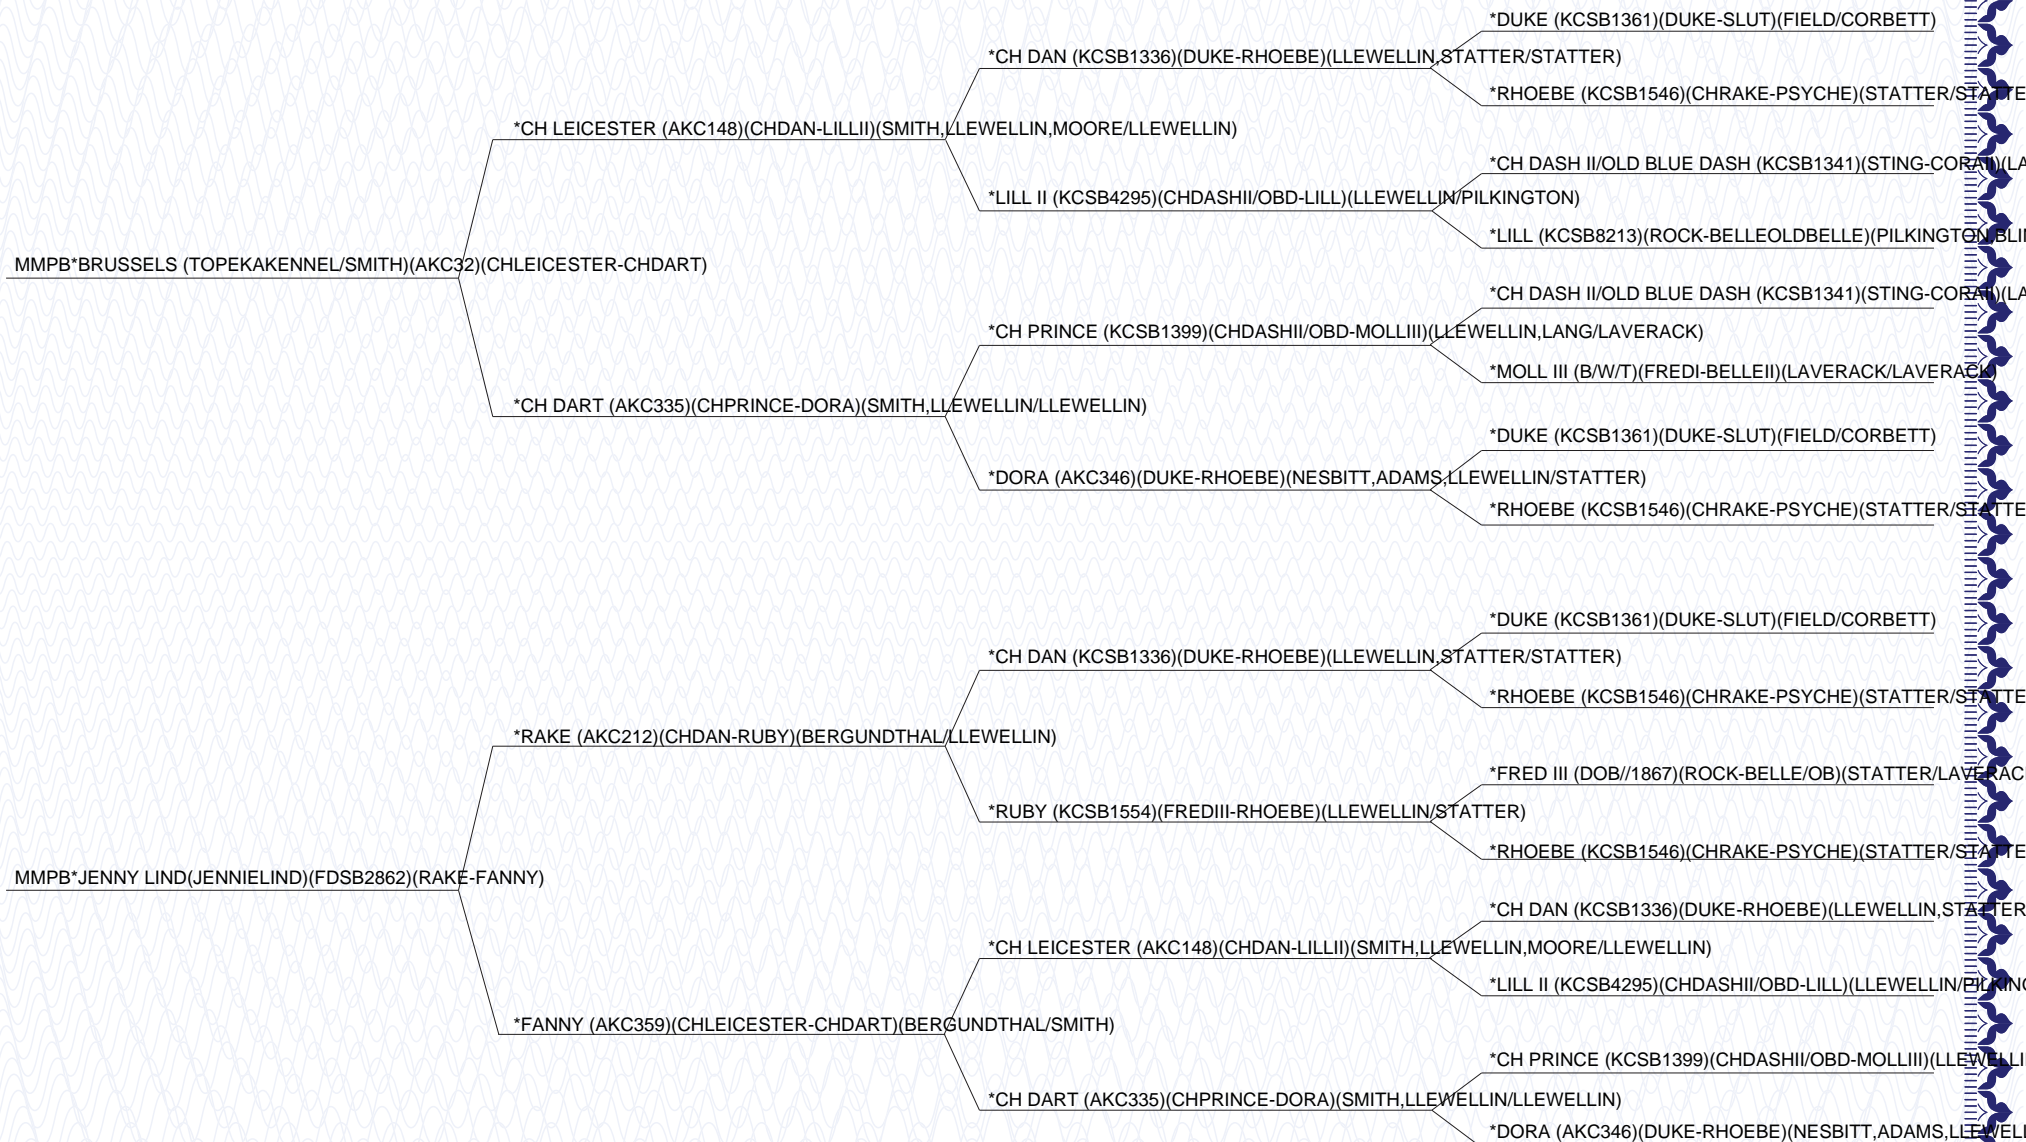 *DUKE (KCSB1361)(DUKE-SLUT)(FIELD/CORBETT)
*CH DAN (KCSB1336)(DUKE-RHOEBE)(LLEWELLIN,STATTER/STATTER)
*RHOEBE (KCSB1546)(CHRAKE-PSYCHE)(STATTER/STATTE
*CH LEICESTER (AKC148)(CHDAN-LILLII)(SMITH,LLEWELLIN,MOORE/LLEWELLIN)
*CH DASH II/OLD BLUE DASH (KCSB1341)(STING-CORAII)(LA
*LILL II (KCSB4295)(CHDASHII/OBD-LILL)(LLEWELLIN/PILKINGTON)
*LILL (KCSB8213)(ROCK-BELLEOLDBELLE)(PILKINGTON,BLIN
MMPB*BRUSSELS (TOPEKAKENNEL/SMITH)(AKC32)(CHLEICESTER-CHDART)
*CH DASH II/OLD BLUE DASH (KCSB1341)(STING-CORAII)(LA
*CH PRINCE (KCSB1399)(CHDASHII/OBD-MOLLIII)(LLEWELLIN,LANG/LAVERACK)
*MOLL III (B/W/T)(FREDI-BELLEII)(LAVERACK/LAVERACK)
*CH DART (AKC335)(CHPRINCE-DORA)(SMITH,LLEWELLIN/LLEWELLIN)
*DUKE (KCSB1361)(DUKE-SLUT)(FIELD/CORBETT)
*DORA (AKC346)(DUKE-RHOEBE)(NESBITT,ADAMS,LLEWELLIN/STATTER)
*RHOEBE (KCSB1546)(CHRAKE-PSYCHE)(STATTER/STATTE
*DUKE (KCSB1361)(DUKE-SLUT)(FIELD/CORBETT)
*CH DAN (KCSB1336)(DUKE-RHOEBE)(LLEWELLIN,STATTER/STATTER)
*RHOEBE (KCSB1546)(CHRAKE-PSYCHE)(STATTER/STATTE
*RAKE (AKC212)(CHDAN-RUBY)(BERGUNDTHAL/LLEWELLIN)
*FRED III (DOB//1867)(ROCK-BELLE/OB)(STATTER/LAVERAC
*RUBY (KCSB1554)(FREDIII-RHOEBE)(LLEWELLIN/STATTER)
*RHOEBE (KCSB1546)(CHRAKE-PSYCHE)(STATTER/STATTE
MMPB*JENNY LIND(JENNIELIND)(FDSB2862)(RAKE-FANNY)
*CH DAN (KCSB1336)(DUKE-RHOEBE)(LLEWELLIN,STATTER
*CH LEICESTER (AKC148)(CHDAN-LILLII)(SMITH,LLEWELLIN,MOORE/LLEWELLIN)
*LILL II (KCSB4295)(CHDASHII/OBD-LILL)(LLEWELLIN/PILKING
*FANNY (AKC359)(CHLEICESTER-CHDART)(BERGUNDTHAL/SMITH)
*CH PRINCE (KCSB1399)(CHDASHII/OBD-MOLLIII)(LLEWELLI
*CH DART (AKC335)(CHPRINCE-DORA)(SMITH,LLEWELLIN/LLEWELLIN)
*DORA (AKC346)(DUKE-RHOEBE)(NESBITT,ADAMS,LLEWELL